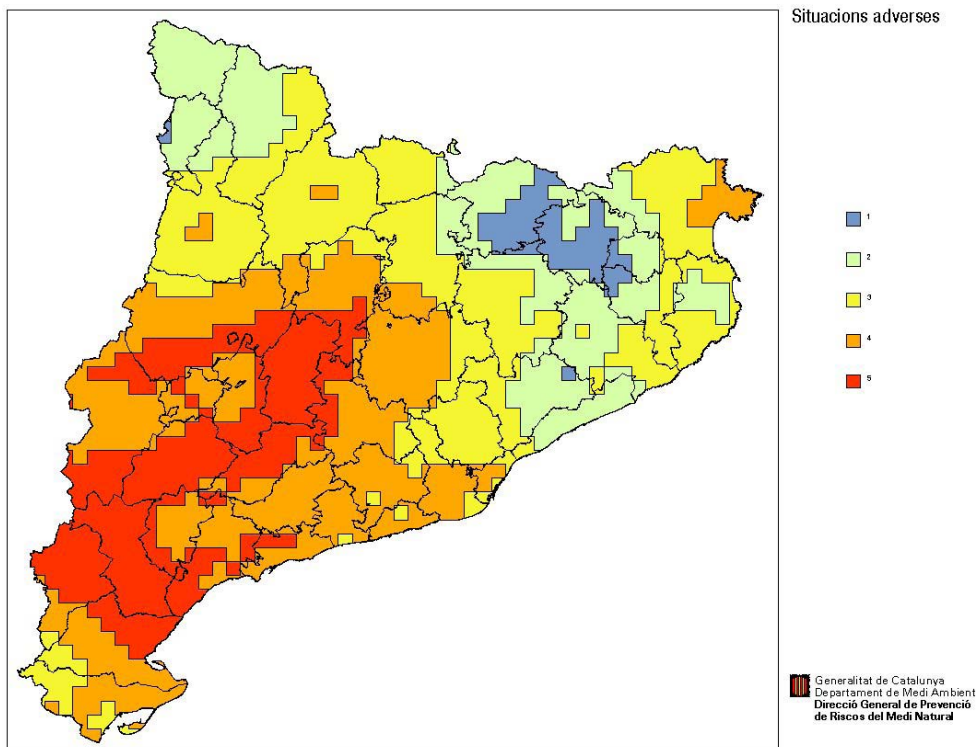 Situacions adverses
1
2
3
4
5
Generalitat de Catalunya
Departament de Medi Ambient
Direcció General de Prevenció
de Riscos del Medi Natural